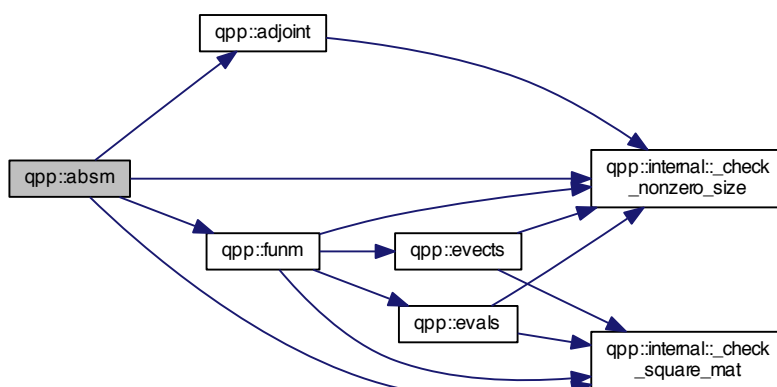 qpp::adjoint
qpp::absm
qpp::internal::_check
_nonzero_size
qpp::funm
qpp::evects
qpp::evals
qpp::internal::_check
_square_mat